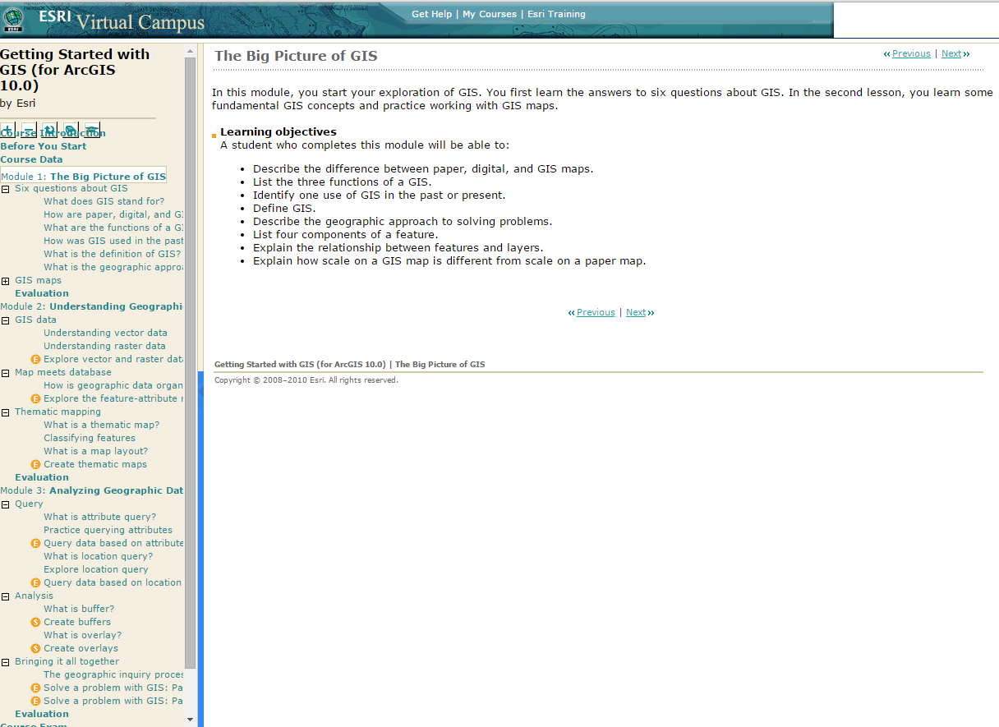 ESRI Virtual Campus
Get Help | My Courses | Esri Training
Getting Started with
GIS (for ArcGIS
10.0)
by Esri
Course Introduction
Before You Start
Course Data
Module 1: The Big Picture of GIS
Six questions about GIS
What does GIS stand for?
How are paper, digital, and GI
What are the functions of a GI
How was GIS used in the past
What is the definition of GIS?
What is the geographic approa
GIS maps
Evaluation
Module 2: Understanding Geographi
GIS data
Understanding vector data
Understanding raster data
E Explore vector and raster data
Map meets database
How is geographic data organ
E Explore the feature-attribute r
Thematic mapping
What is a thematic map?
Classifying features
What is a map layout?
E Create thematic maps
Evaluation
Module 3: Analyzing Geographic Dat
Query
What is attribute query?
Practice querying attributes
E Query data based on attribute
What is location query?
Explore location query
E Query data based on location
Analysis
What is buffer?
S Create buffers
What is overlay?
S Create overlays
Bringing it all together
The geographic inquiry proces
E Solve a problem with GIS: Pa
E Solve a problem with GIS: Pa
Evaluation
Course Exam
The Big Picture of GIS
«Previous | Next»
In this module, you start your exploration of GIS. You first learn the answers to six questions about GIS. In the second lesson, you learn some
fundamental GIS concepts and practice working with GIS maps.
Learning objectives
A student who completes this module will be able to:
• Describe the difference between paper, digital, and GIS maps.
• List the three functions of a GIS.
• Identify one use of GIS in the past or present.
• Define GIS.
• Describe the geographic approach to solving problems.
• List four components of a feature.
• Explain the relationship between features and layers.
• Explain how scale on a GIS map is different from scale on a paper map.
«Previous | Next»
Getting Started with GIS (for ArcGIS 10.0) | The Big Picture of GIS
Copyright © 2008–2010 Esri. All rights reserved.